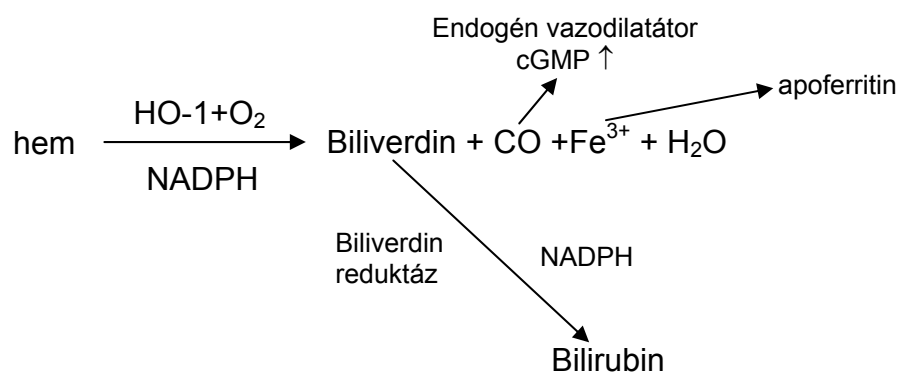 Endogén vazodilatátor
cGMP ↑
apoferritin
HO-1+O₂
hem
Biliverdin + CO +Fe³⁺ + H₂O
NADPH
Biliverdin
reduktáz
NADPH
Bilirubin